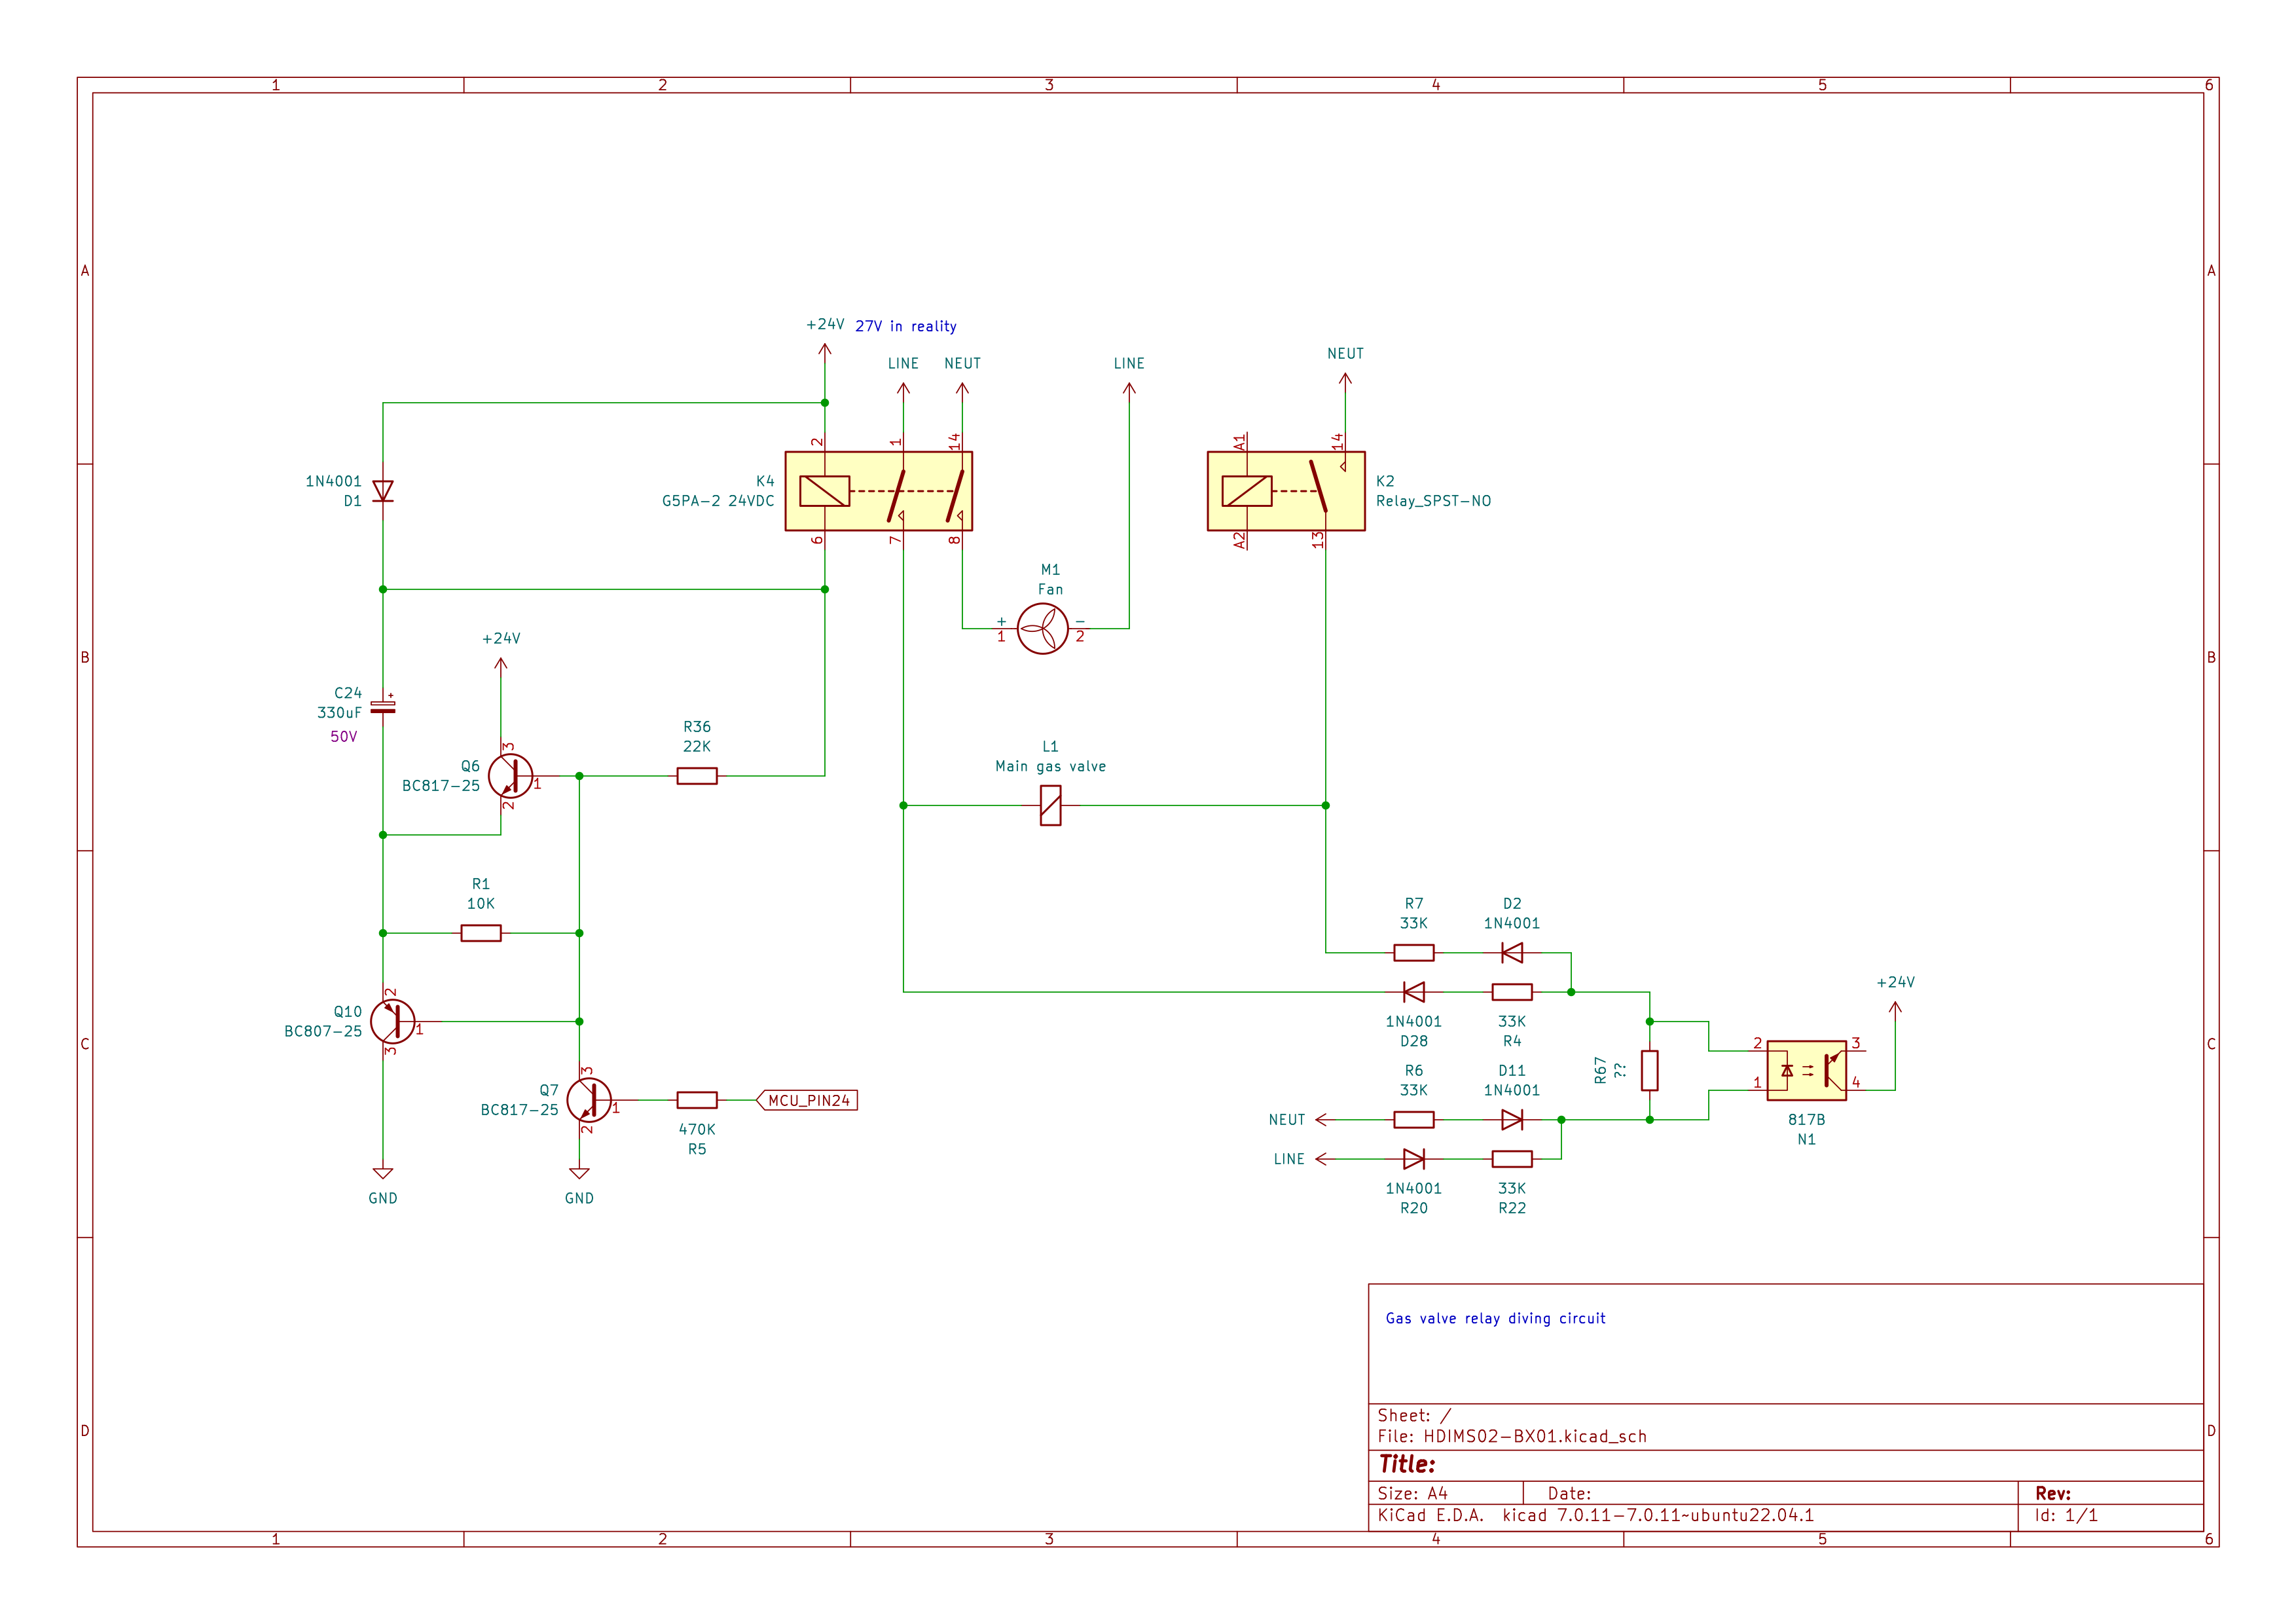 1 2 3 4 5 6
A A
+24V 27V in reality
NEUT
LINE NEUT LINE
2 1 14 A1 14
1N4001
D1
K4
G5PA-2 24VDC
K2
Relay_SPST-NO
6 7 8 A2 13
M1
Fan
+ -
1 2
+24V
B B
C24 +
330uF
50V
R36
22K
L1
Main gas valve
3
Q6
BC817-25
1
2
R1
10K
R7 D2
33K 1N4001
2
Q10
BC807-25
1
3
+24V
1N4001 33K
D28 R4
C C
2 3
R67
??
R6 D11
33K 1N4001
3
Q7
BC817-25
1
2
MCU_PIN24
1 4
470K
R5
NEUT
817B
N1
LINE
GND GND
1N4001 33K
R20 R22
Gas valve relay diving circuit
D D
Sheet: /
File: HDIMS02-BX01.kicad_sch
Title:
Size: A4 Date: Rev:
KiCad E.D.A. kicad 7.0.11-7.0.11~ubuntu22.04.1 Id: 1/1
1 2 3 4 5 6